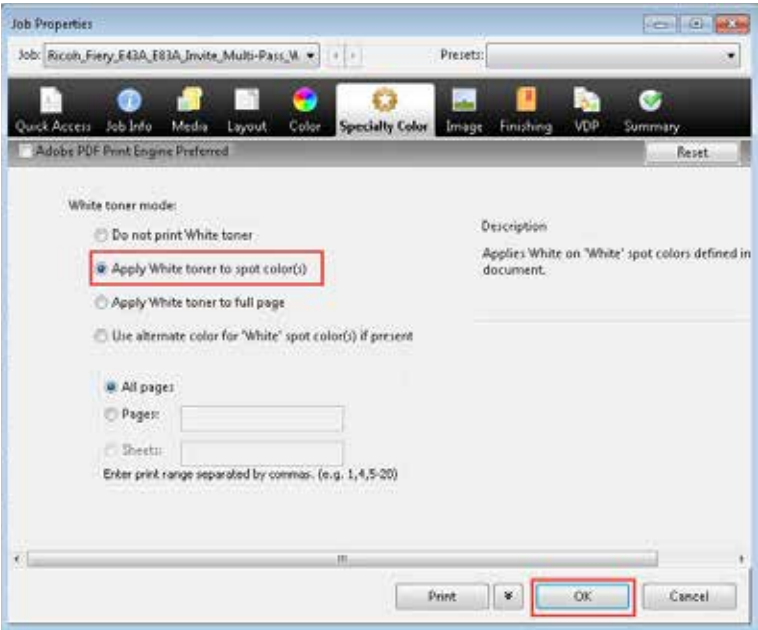 Job Properties
Job: Ricoh_Fiery_E43A_E83A_Invite_Multi-Pass_W Presets:
Quick Access Job Info Media Layout Color Specialty Color Image Finishing VDP Summary
Adobe PDF Print Engine Preferred Reset
White toner mode:
Do not print White toner
Description
Apply White toner to spot color(s)
Applies White on 'White' spot colors defined in document.
Apply White toner to full page
Use alternate color for 'White' spot color(s) if present
All pages
Pages:
Sheets:
Enter print range separated by commas. (e.g. 1,4,5-20)
Print OK Cancel